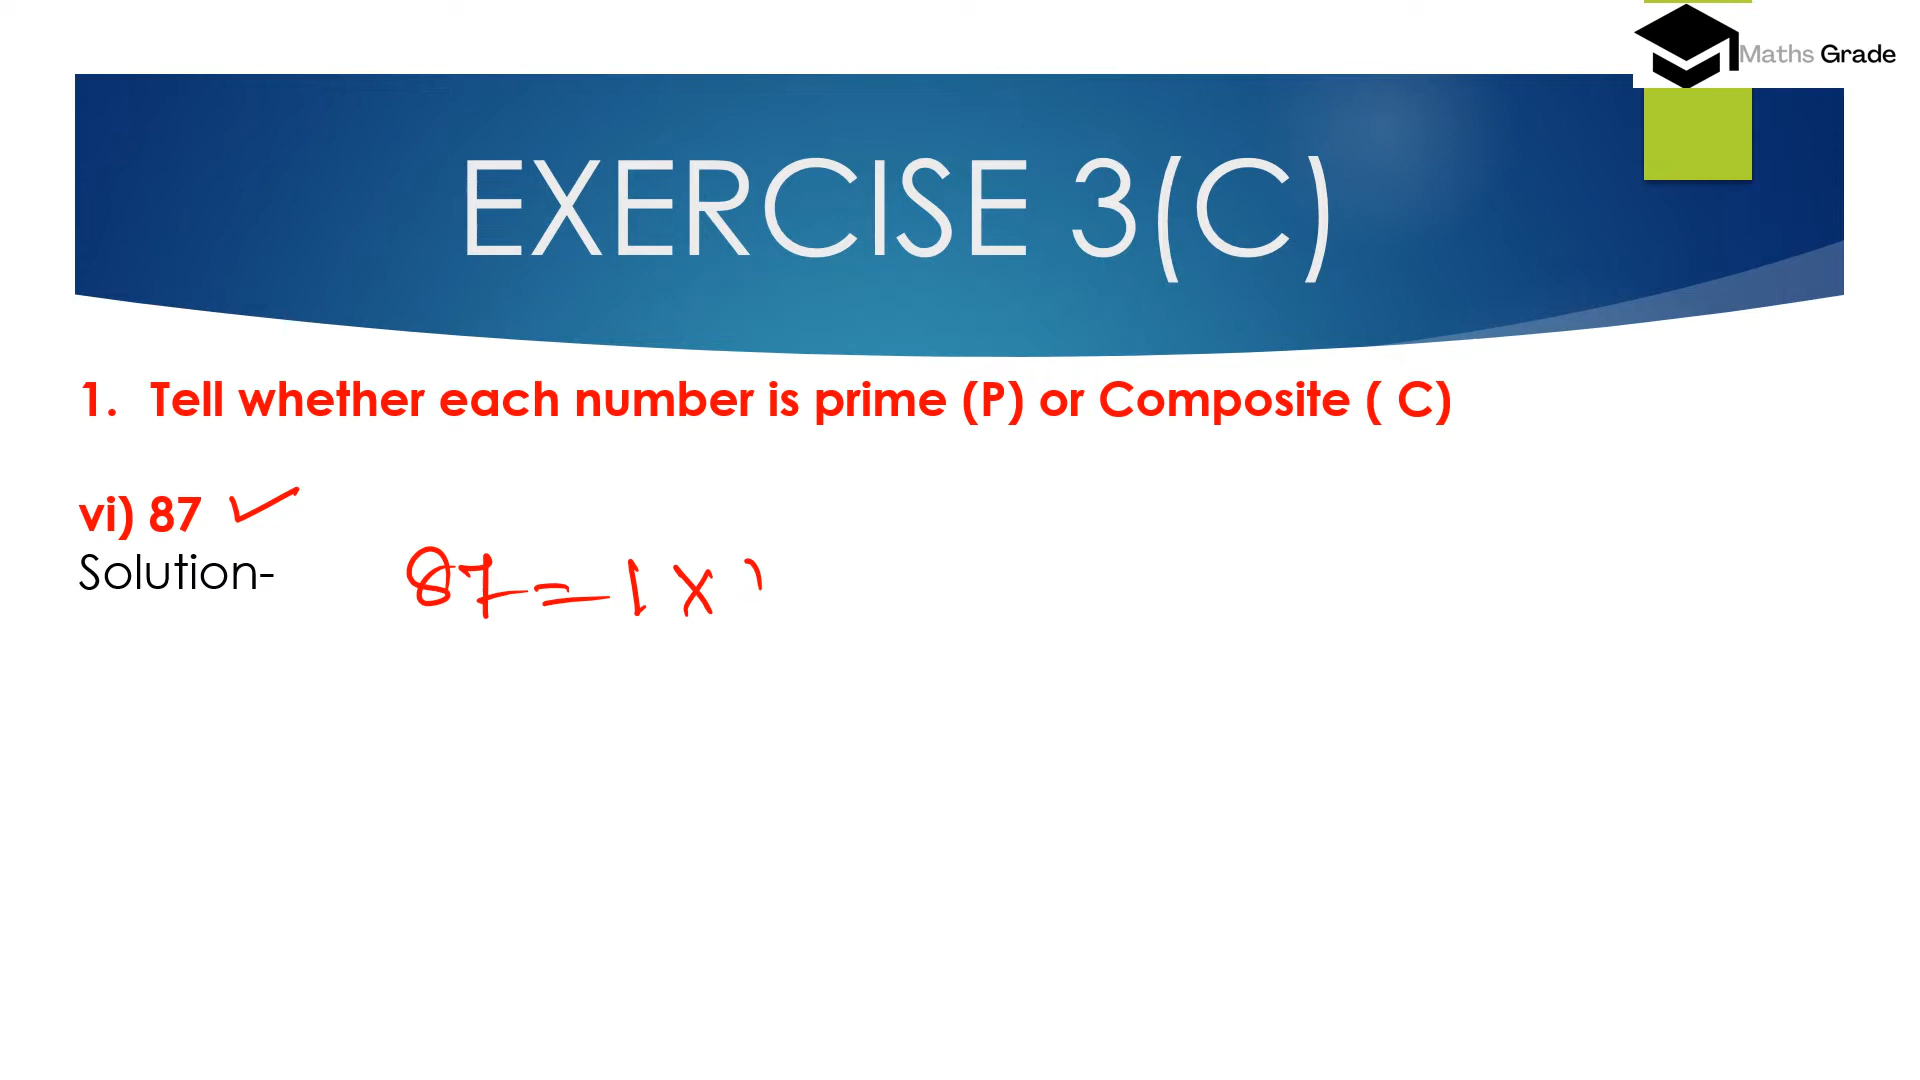 Maths Grade
EXERCISE 3(C)
1. Tell whether each number is prime (P) or Composite ( C)
vi) 87
Solution-
87 = 1 x